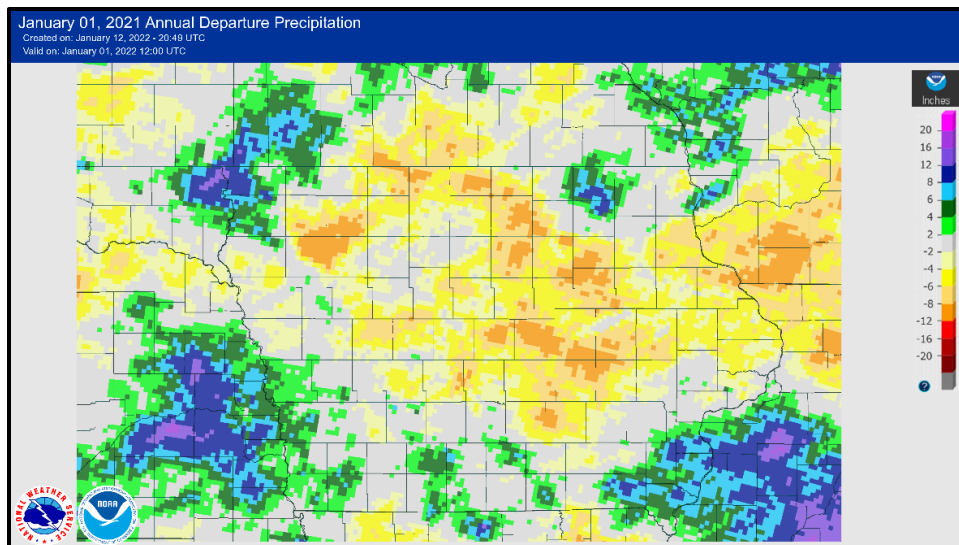 January 01, 2021 Annual Departure Precipitation
Created on: January 12, 2022 - 20:49 UTC
Valid on: January 01, 2022 12:00 UTC
Inches
20
16
12
8
6
4
2
-2
-4
-6
-8
-12
-16
-20
?
NATIONAL WEATHER SERVICE
NOAA